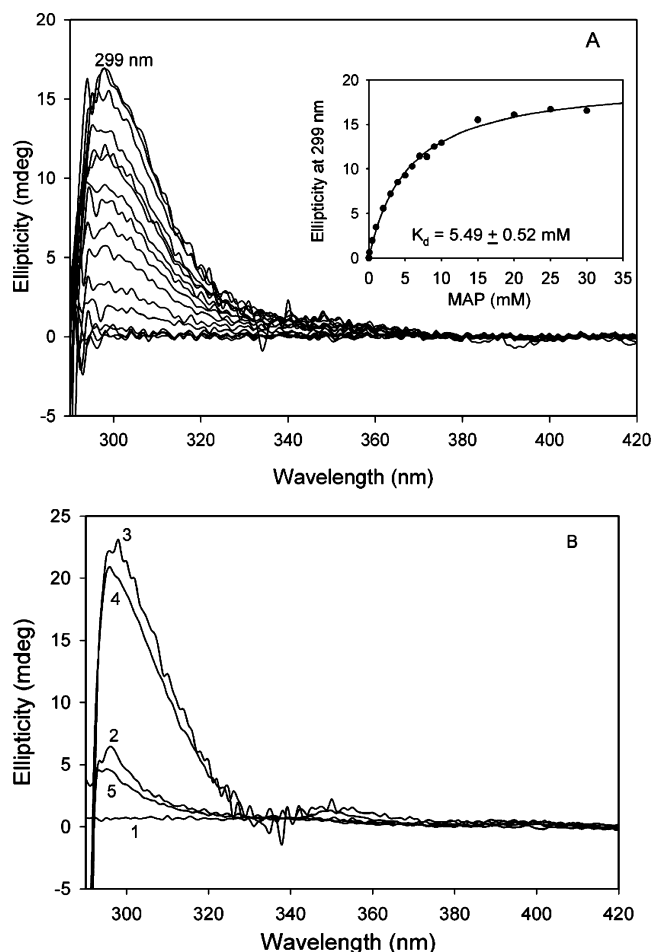 A
20
15
10
5
0
-5
Ellipticity (mdeg)
299 nm
300 320 340 360 380 400 420
Wavelength (nm)
20
15
10
5
0
Ellipticity at 299 nm
Kd = 5.49 ± 0.52 mM
0 5 10 15 20 25 30 35
MAP (mM)
B
25
20
15
10
5
0
-5
Ellipticity (mdeg)
3
4
2
5
1
300 320 340 360 380 400 420
Wavelength (nm)